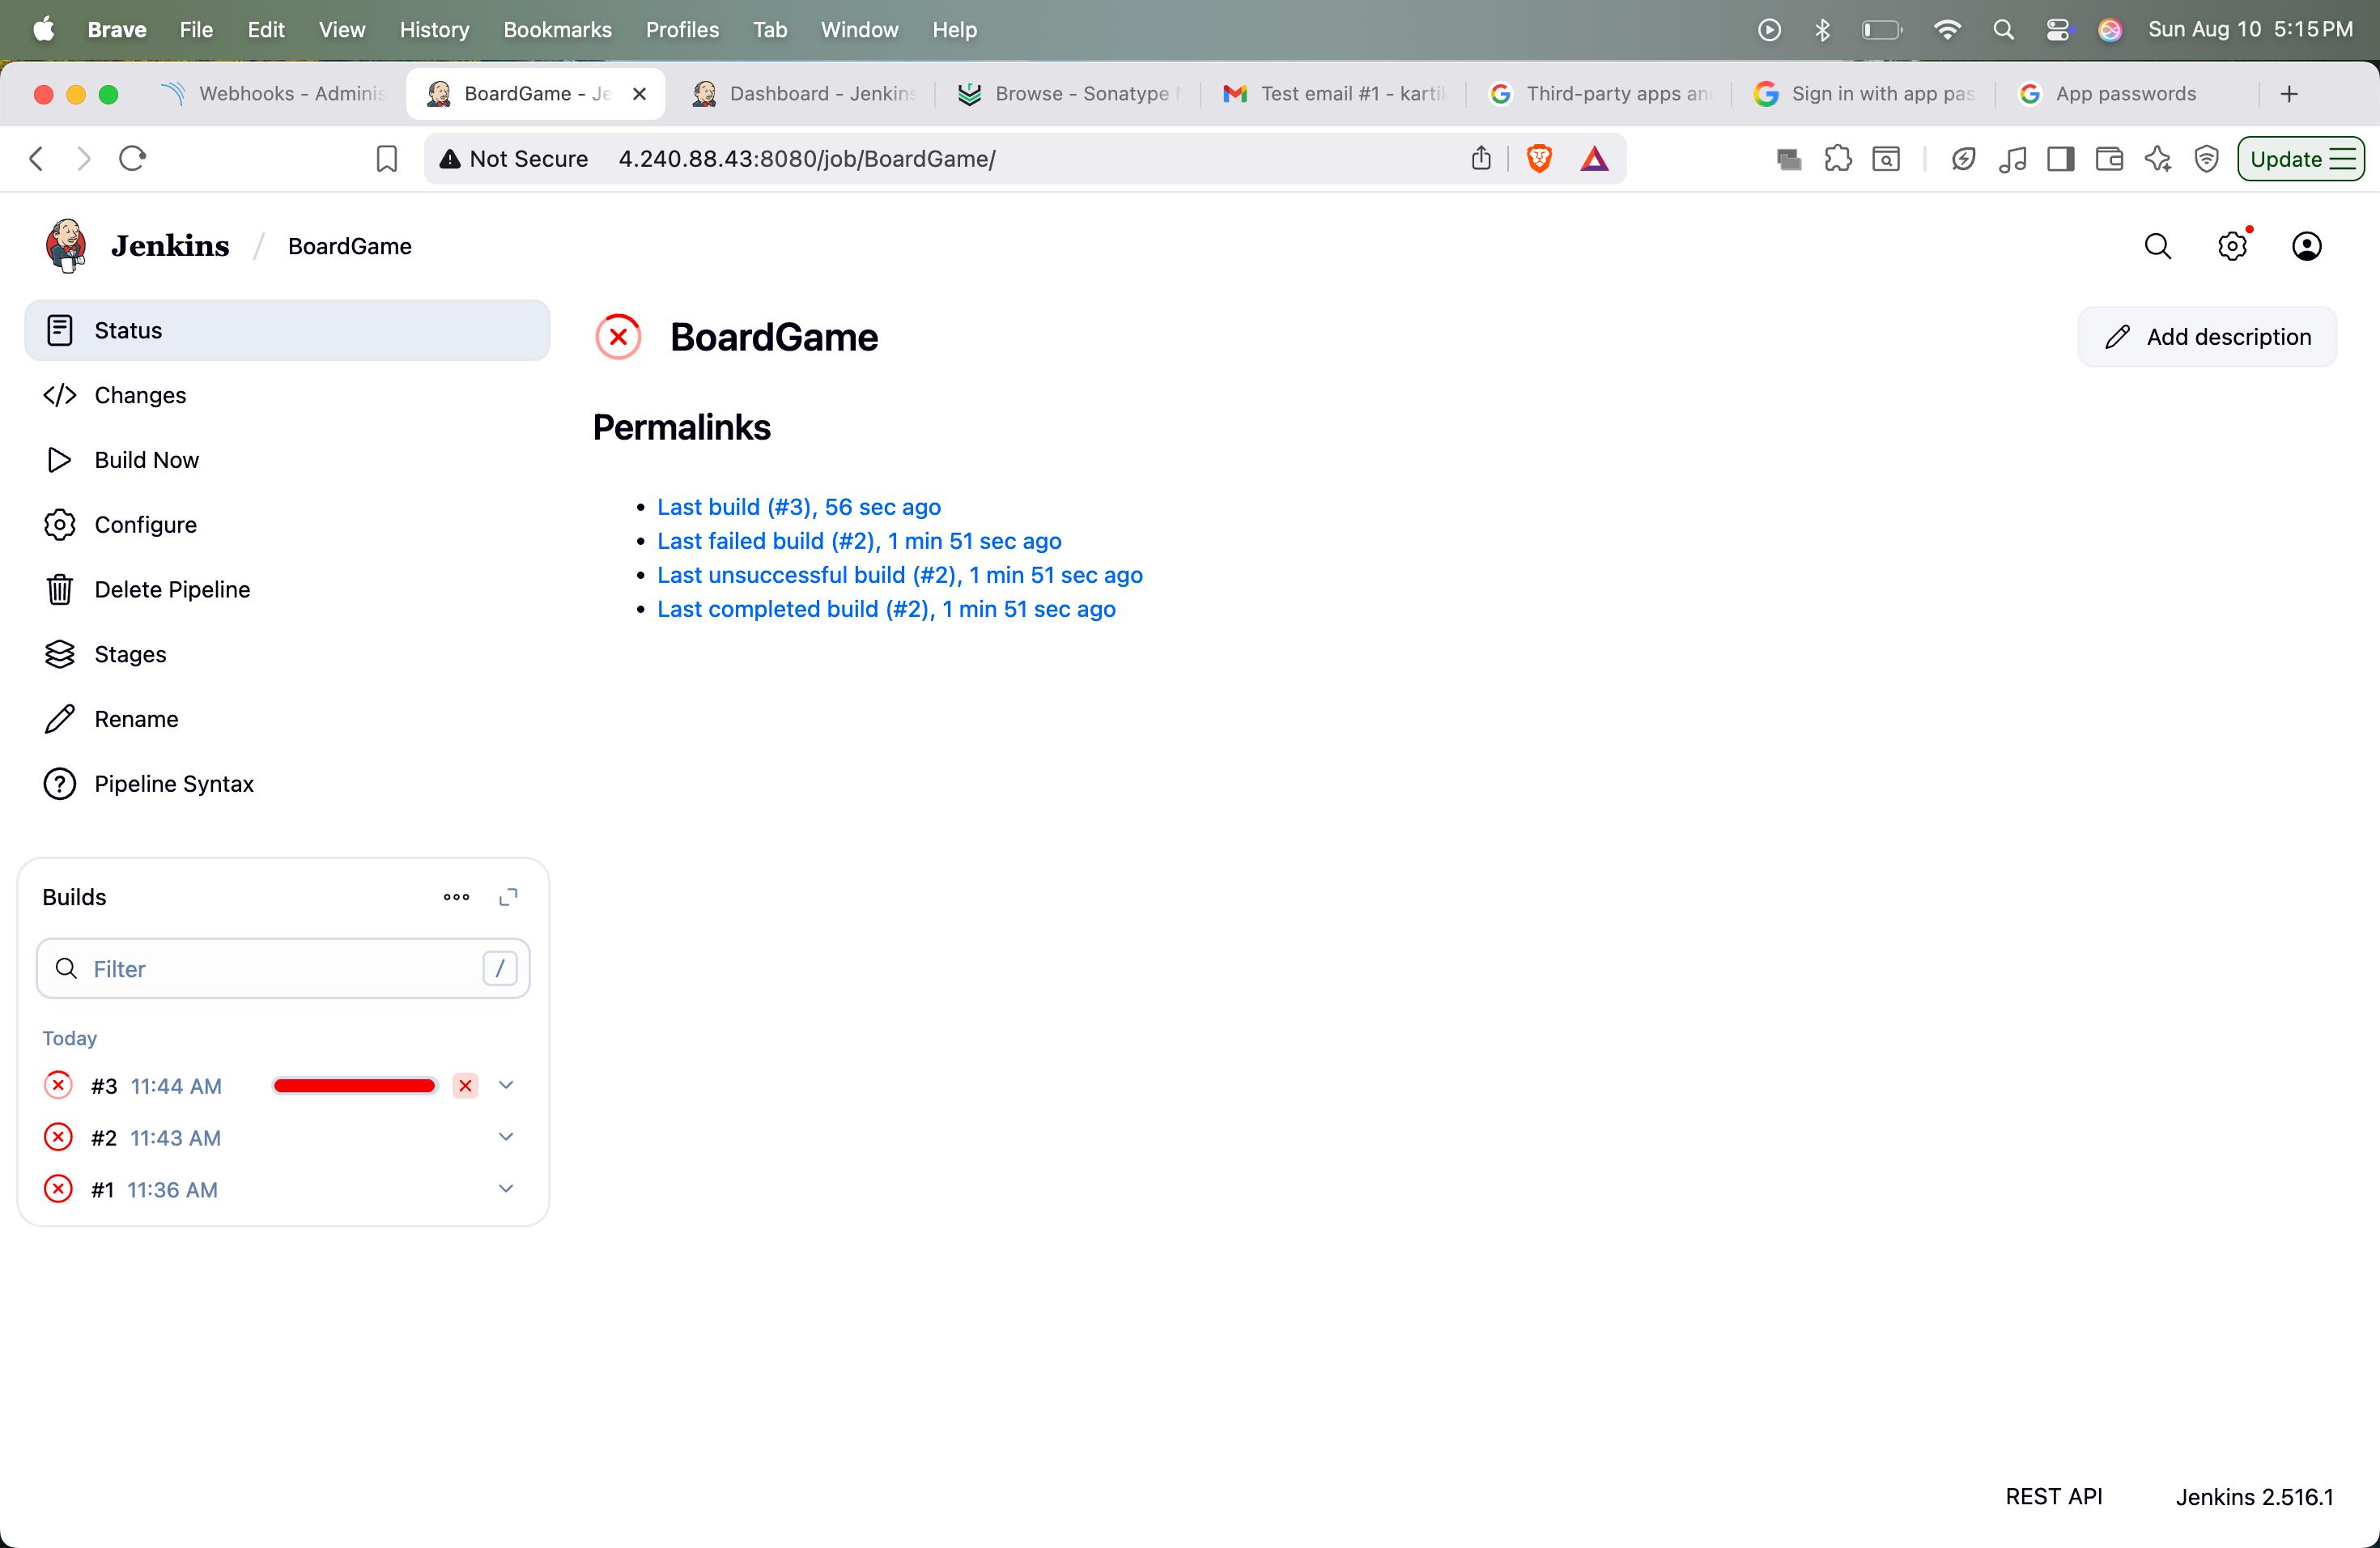 Brave File Edit View History Bookmarks Profiles Tab Window Help Sun Aug 10 5:15 PM
Webhooks - Adminis BoardGame - Je Dashboard - Jenkins Browse - Sonatype Test email #1 - karti Third-party apps an Sign in with app pas App passwords
Not Secure 4.240.88.43:8080/job/BoardGame/ Update
Jenkins / BoardGame
Status
Changes
Build Now
Configure
Delete Pipeline
Stages
Rename
Pipeline Syntax
Builds
Filter /
Today
#3 11:44 AM
#2 11:43 AM
#1 11:36 AM
BoardGame
Add description
Permalinks
Last build (#3), 56 sec ago
Last failed build (#2), 1 min 51 sec ago
Last unsuccessful build (#2), 1 min 51 sec ago
Last completed build (#2), 1 min 51 sec ago
REST API Jenkins 2.516.1